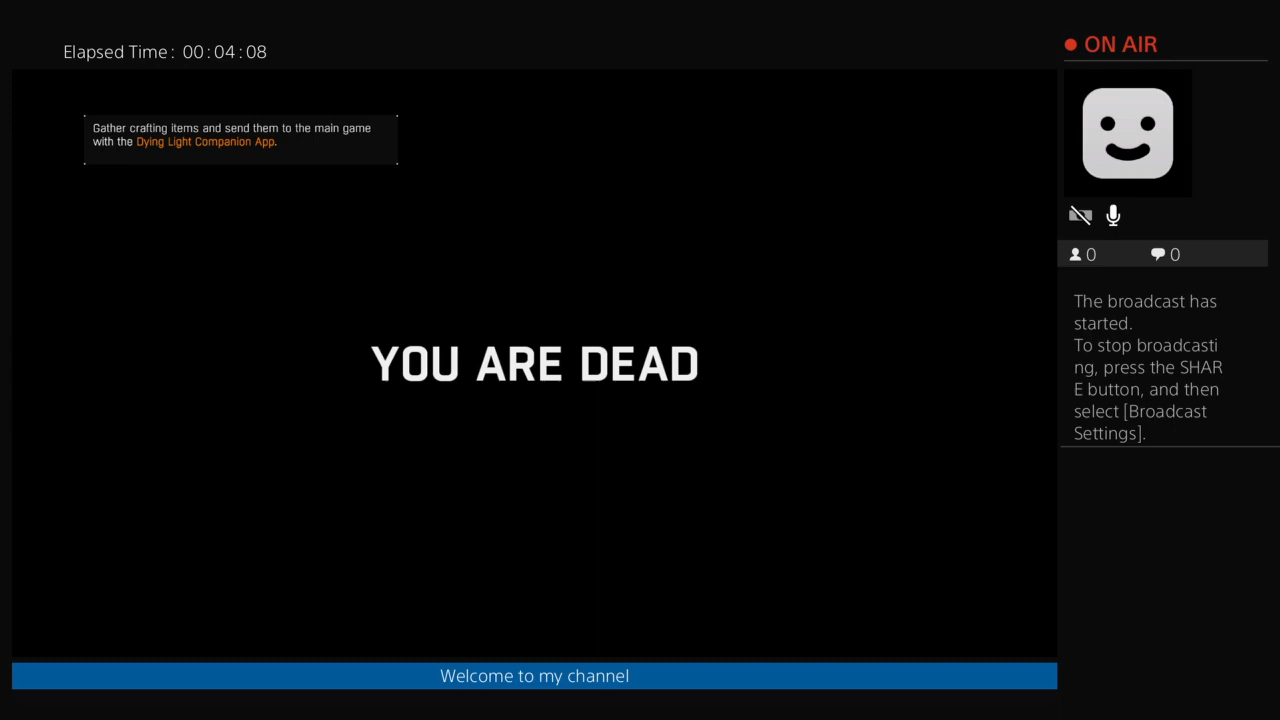 Elapsed Time: 00:04:08
ON AIR
Gather crafting items and send them to the main game
with the Dying Light Companion App.
0
0
The broadcast has
started.
To stop broadcasti
ng, press the SHAR
E button, and then
select [Broadcast
Settings].
YOU ARE DEAD
Welcome to my channel